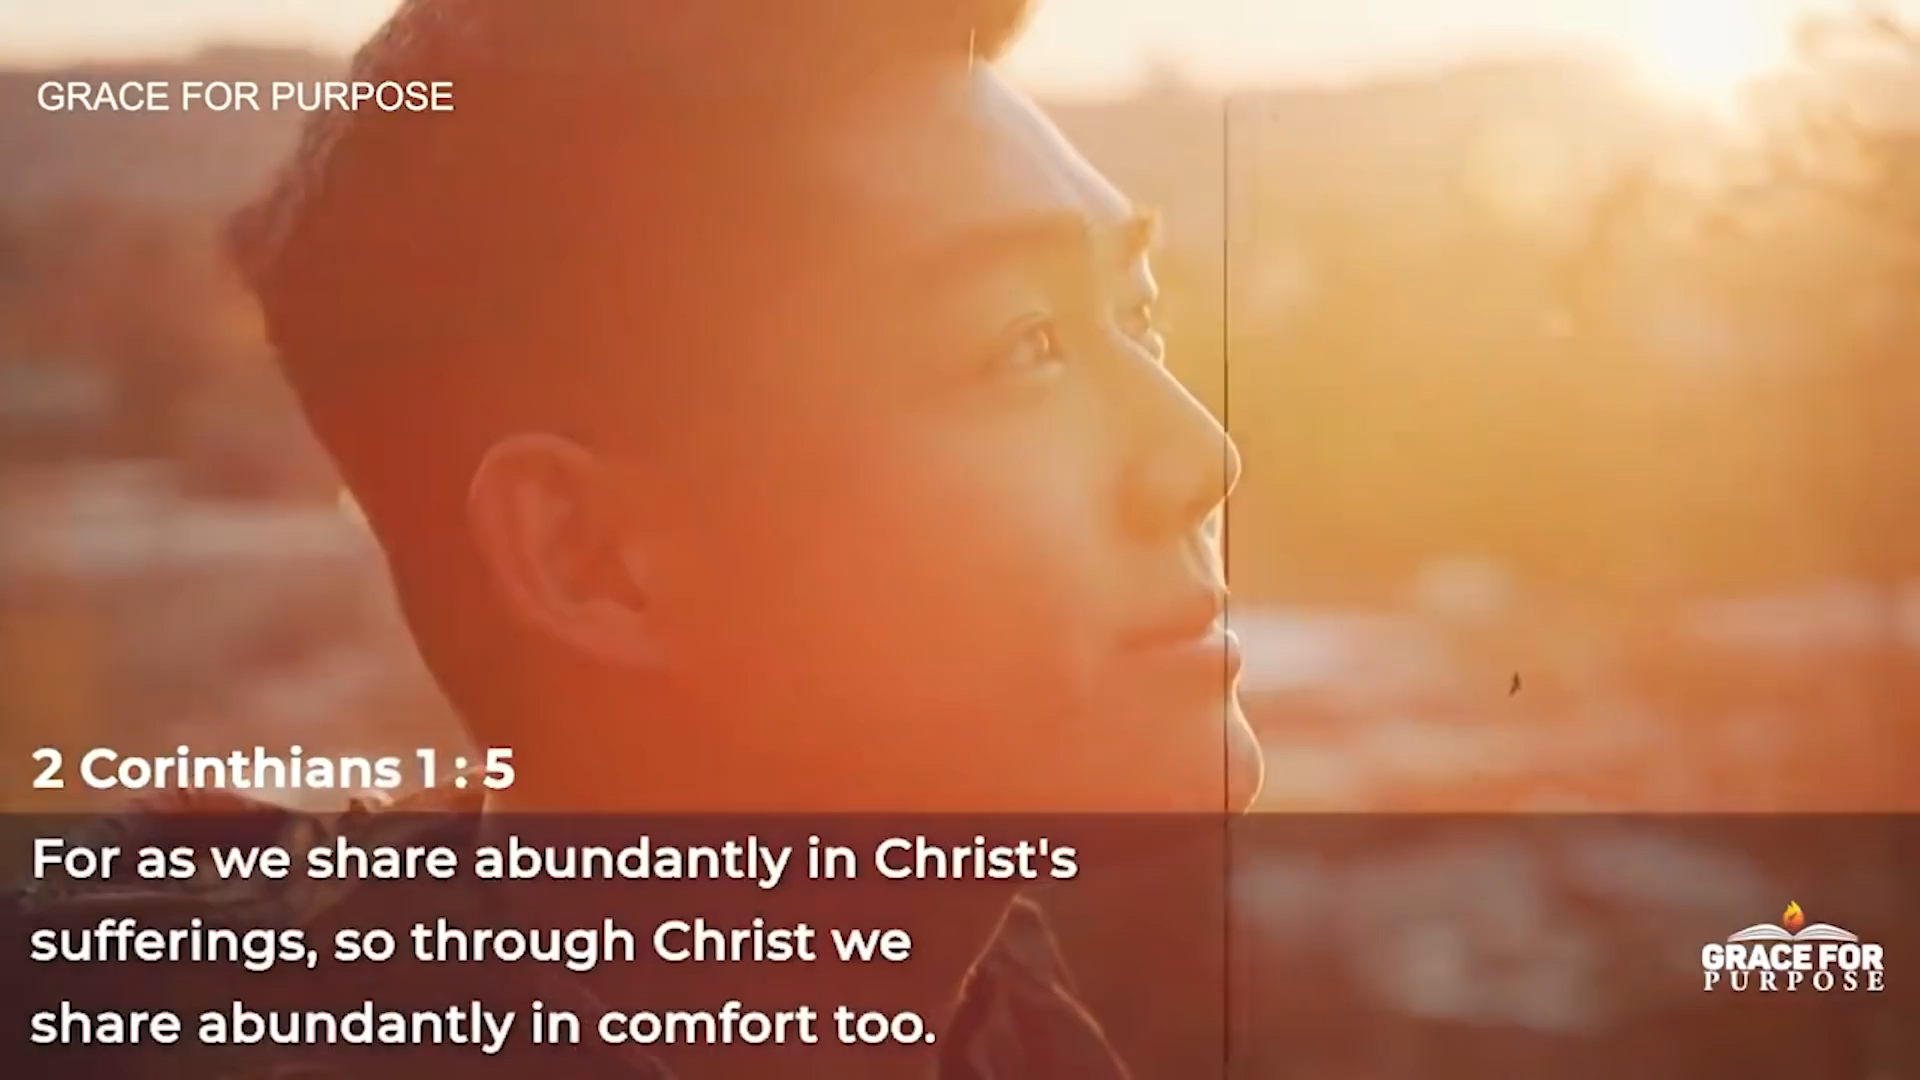 GRACE FOR PURPOSE
2 Corinthians 1 : 5
For as we share abundantly in Christ's
sufferings, so through Christ we
share abundantly in comfort too.
GRACE FOR
PURPOSE